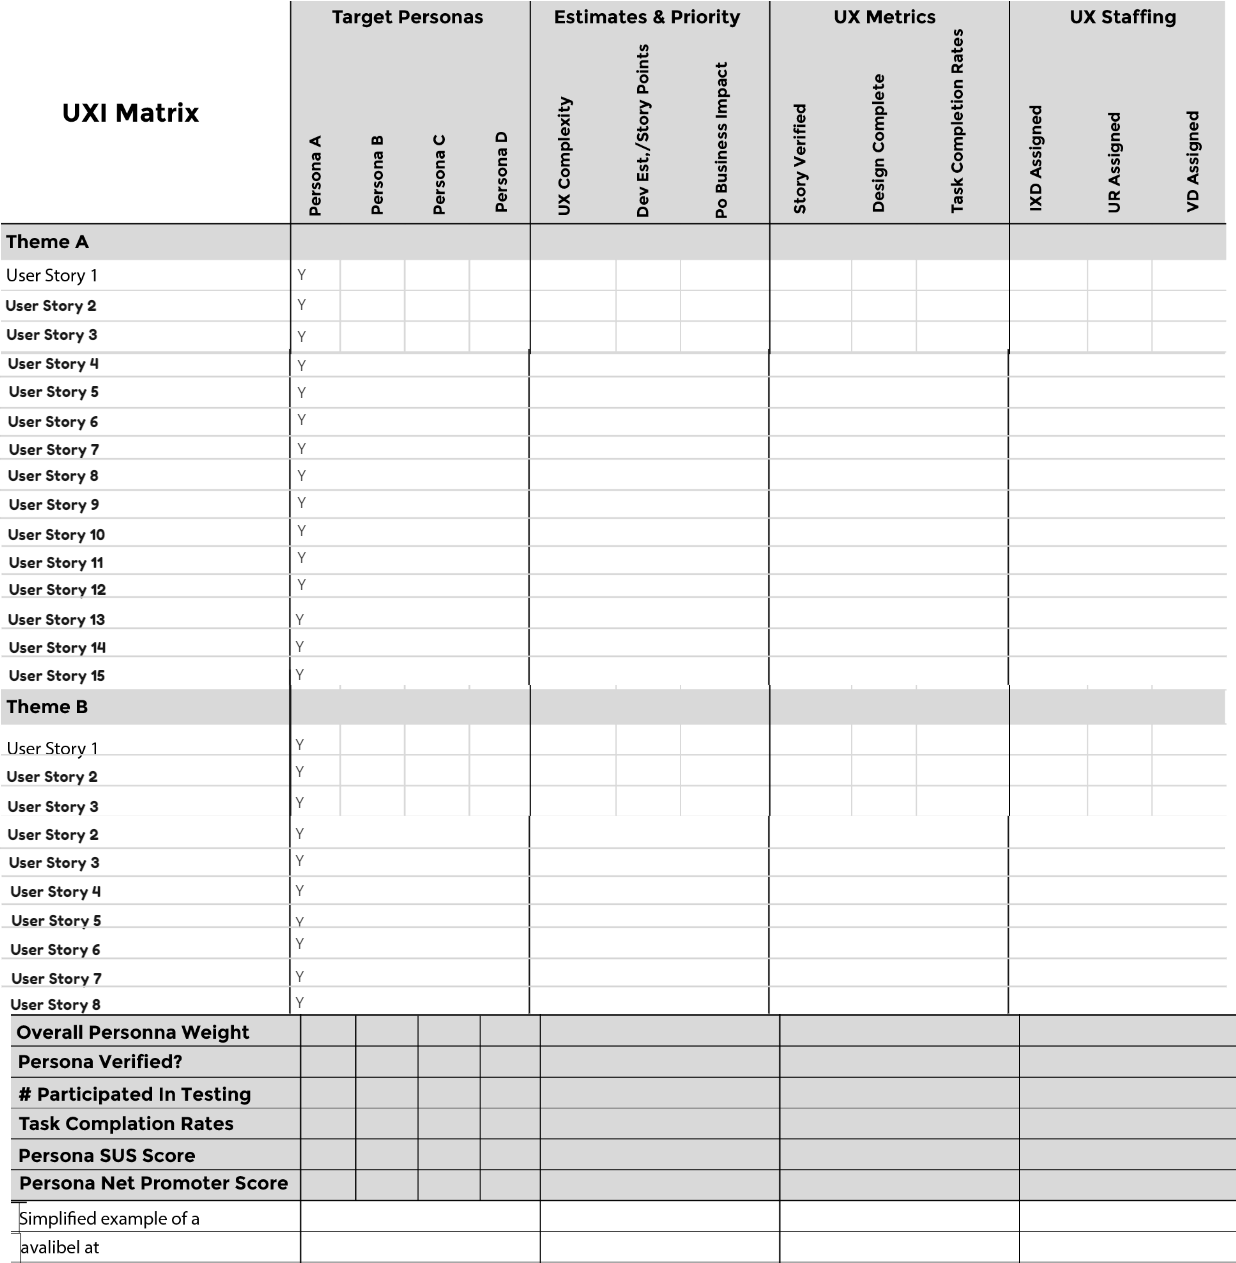 Target Personas Estimates & Priority UX Metrics UX Staffing
UXI Matrix
Persona A
Persona B
Persona C
Persona D
UX Complexity
Dev Est,/Story Points
Po Business Impact
Story Verified
Design Complete
Task Completion Rates
IXD Assigned
UR Assigned
VD Assigned
Theme A
User Story 1 Y
User Story 2 Y
User Story 3 Y
User Story 4 Y
User Story 5 Y
User Story 6 Y
User Story 7 Y
User Story 8 Y
User Story 9 Y
User Story 10 Y
User Story 11 Y
User Story 12 Y
User Story 13 Y
User Story 14 Y
User Story 15 Y
Theme B
User Story 1 Y
User Story 2 Y
User Story 3 Y
User Story 2 Y
User Story 3 Y
User Story 4 Y
User Story 5 Y
User Story 6 Y
User Story 7 Y
User Story 8 Y
Overall Personna Weight
Persona Verified?
# Participated In Testing
Task Complation Rates
Persona SUS Score
Persona Net Promoter Score
Simplified example of a
avalibel at